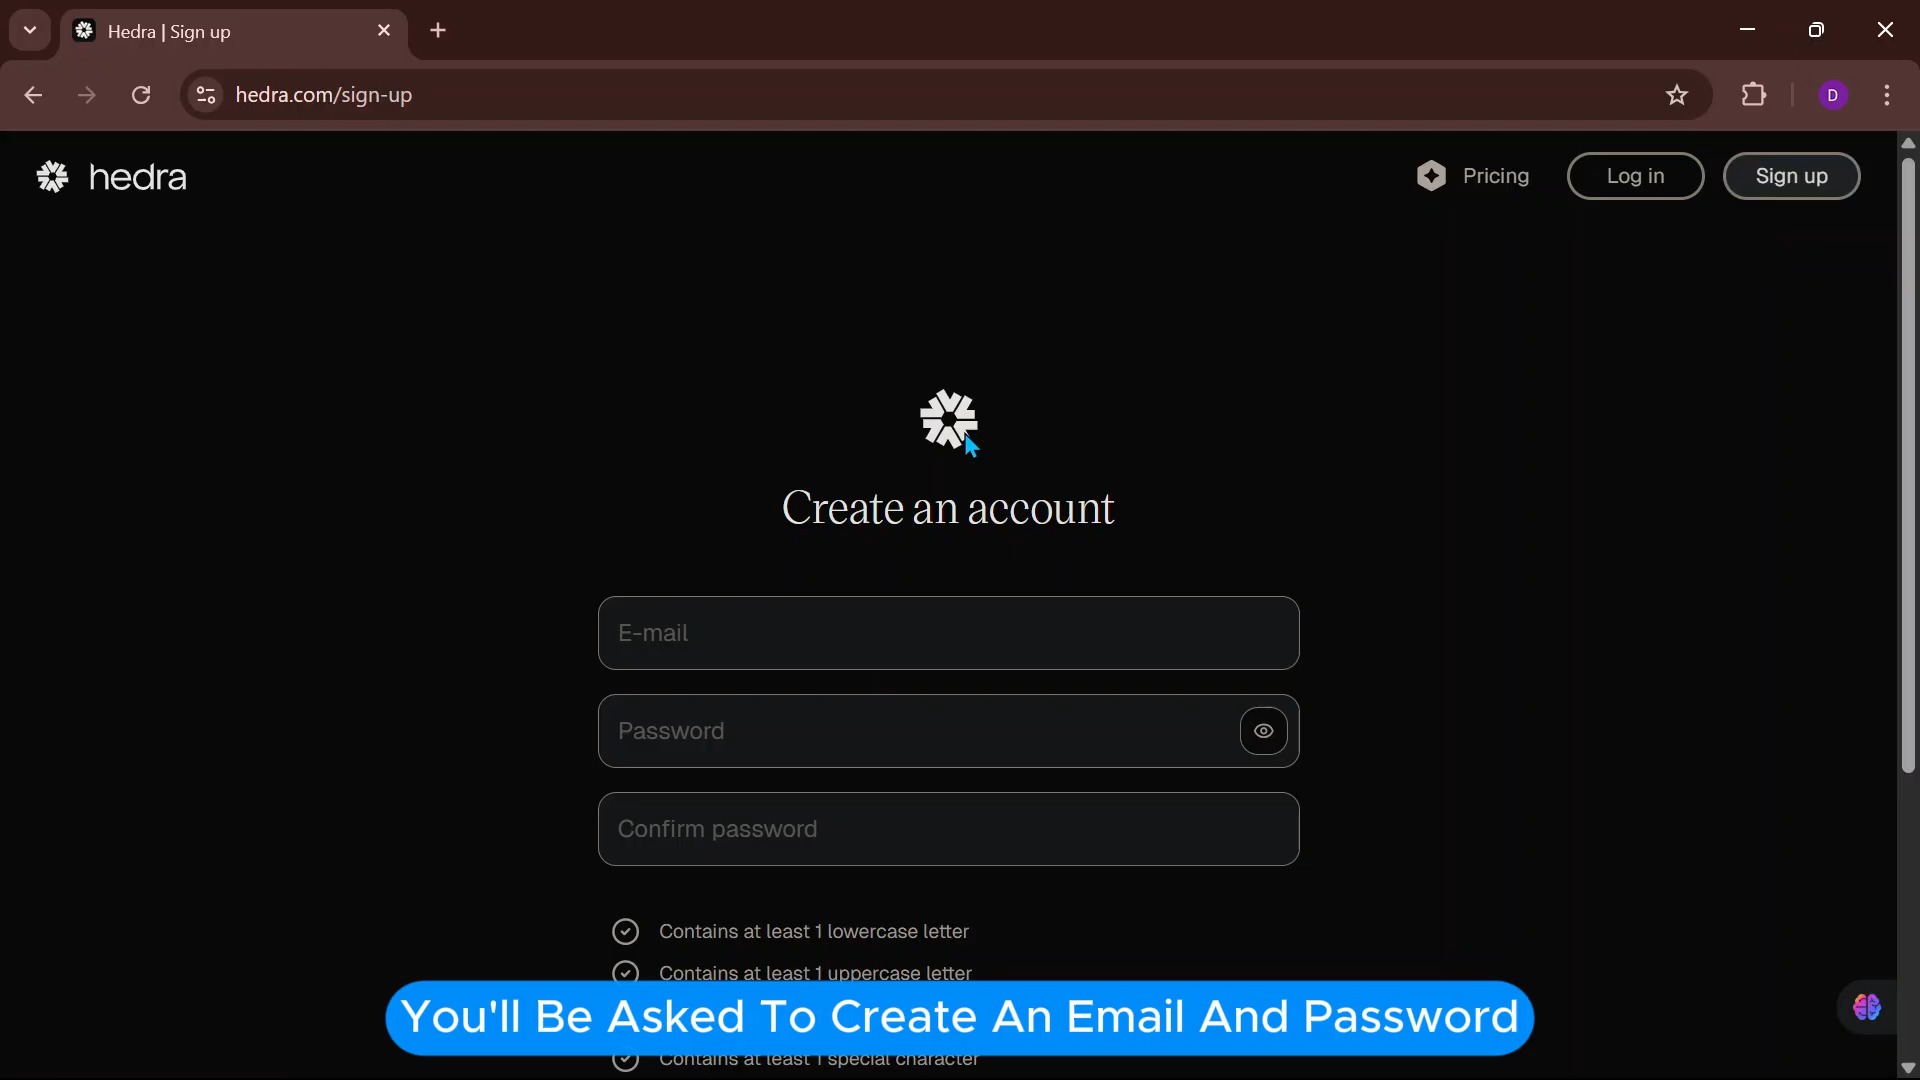 Hedra | Sign up
hedra.com/sign-up
D
hedra
Pricing
Log in
Sign up
Create an account
E-mail
Password
Confirm password
Contains at least 1 lowercase letter
Contains at least 1 uppercase letter
You'll Be Asked To Create An Email And Password
Contains at least 1 special character